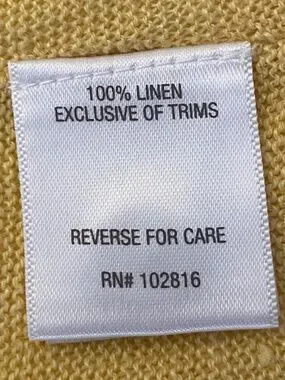 100% LINEN
EXCLUSIVE OF TRIMS
REVERSE FOR CARE
RN# 102816